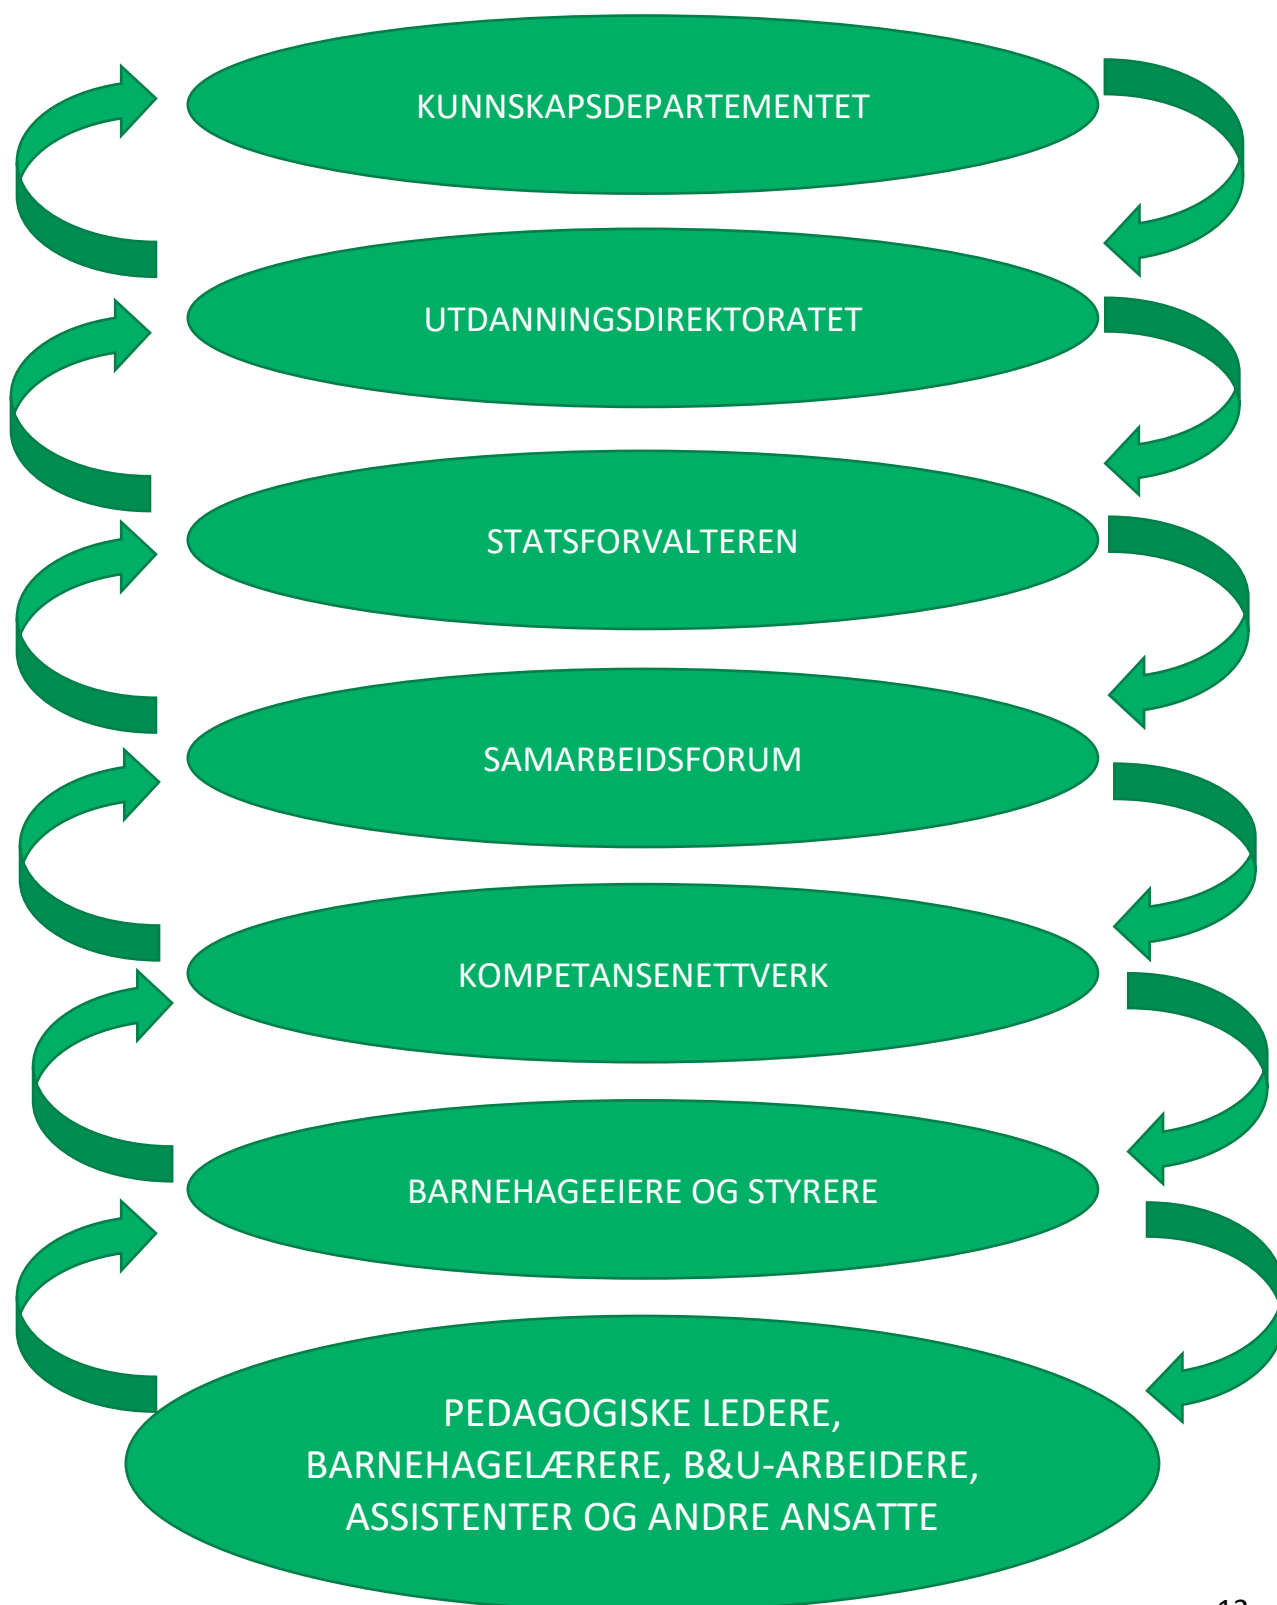 KUNNSKAPSDEPARTEMENTET
UTDANNINGSDIREKTORATET
STATSFORVALTEREN
SAMARBEIDSFORUM
KOMPETANSENETTVERK
BARNEHAGEEIERE OG STYRERE
PEDAGOGISKE LEDERE,
BARNEHAGELÆRERE, B&U-ARBEIDERE,
ASSISTENTER OG ANDRE ANSATTE